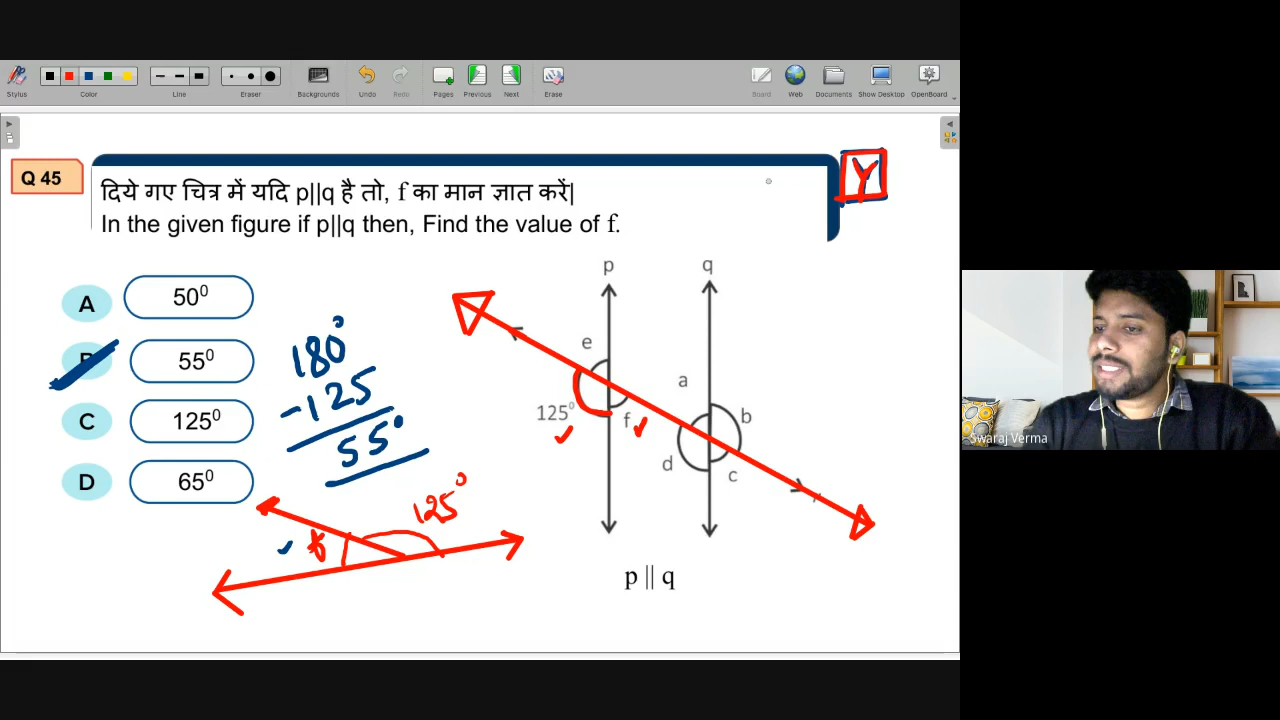 Stylus Color Line Eraser Backgrounds Undo Redo Pages Previous Next Erase Board Web Documents Show Desktop OpenBoard
Q 45
दिये गए चित्र में यदि p||q है तो, f का मान ज्ञात करें|
In the given figure if p||q then, Find the value of f.
Y
A 50⁰
B 55⁰
C 125⁰
D 65⁰
180°
-125
55°
125°
f
p q
e
a
125⁰
f
b
d
c
r
p || q
Swaraj Verma